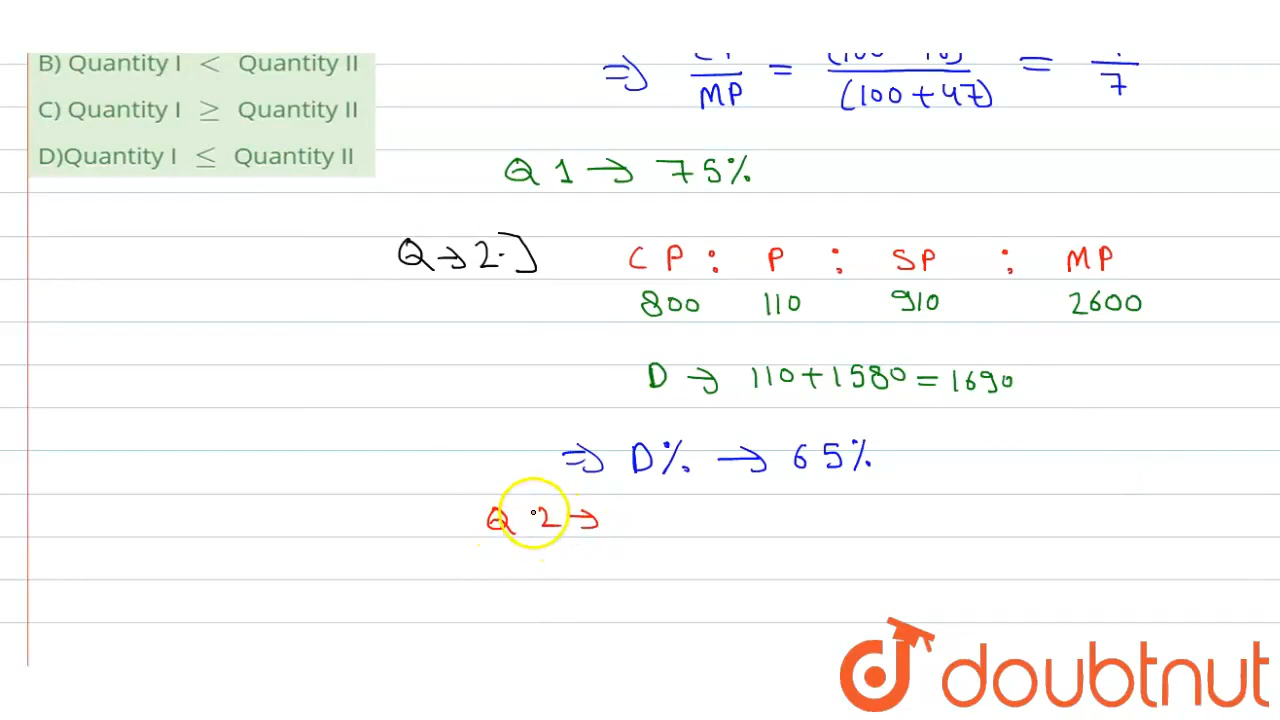 B) Quantity I < Quantity II
C) Quantity I ≥ Quantity II
D)Quantity I ≤ Quantity II
⇒ /MP = /(100+47) = /7
Q 1 → 75%
Q→2·] CP : P : SP : MP
800 110 910 2600
D → 110+1580=1690
⇒ D% → 65%
Q 2 →
doubtnut